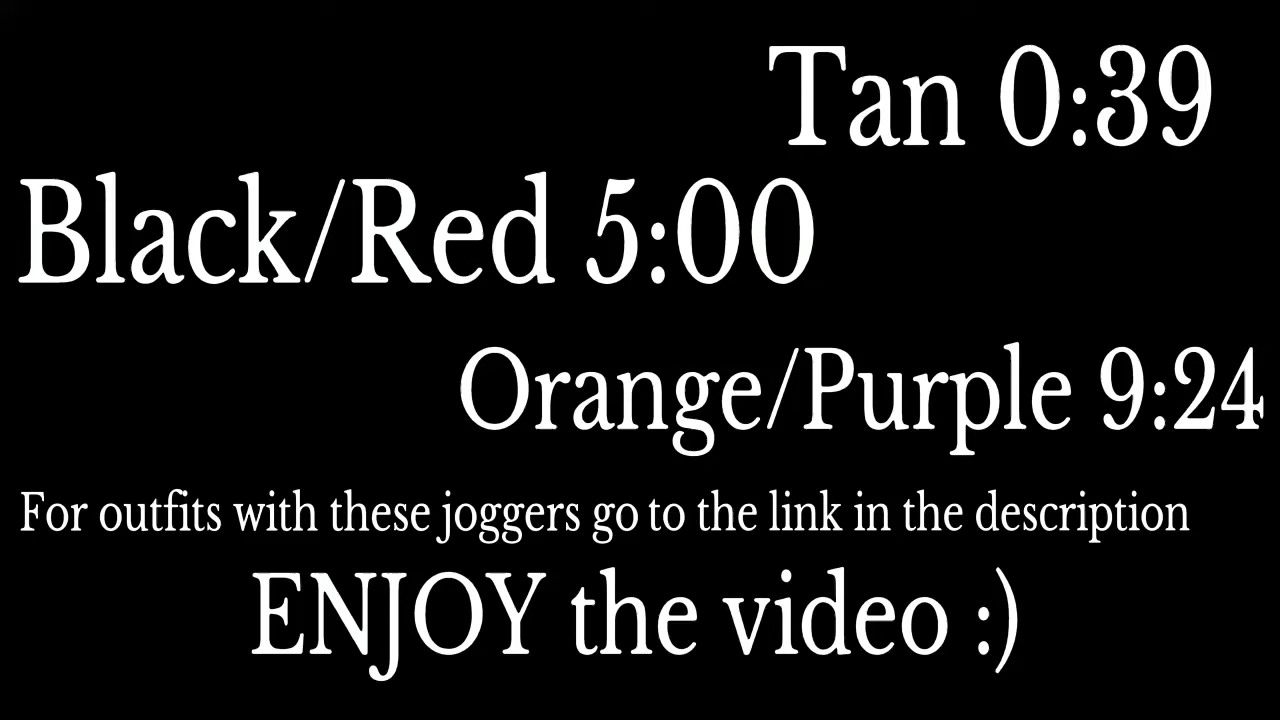 Tan 0:39
Black/Red 5:00
Orange/Purple 9:24
For outfits with these joggers go to the link in the description
ENJOY the video :)